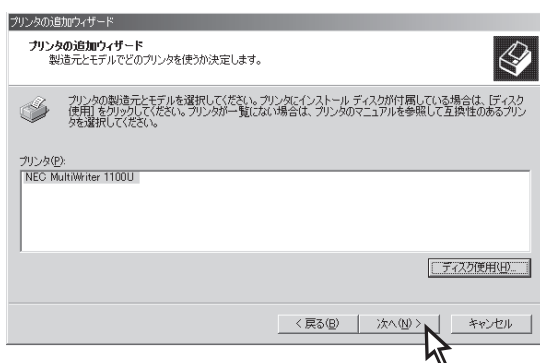 プリンタの追加ウィザード
プリンタの追加ウィザード
製造元とモデルでどのプリンタを使うか決定します。
プリンタの製造元とモデルを選択してください。プリンタにインストール ディスクが付属している場合は、[ディスク
使用] をクリックしてください。プリンタが一覧にない場合は、プリンタのマニュアルを参照して互換性のあるプリン
タを選択してください。
プリンタ(P):
NEC MultiWriter 1100U
ディスク使用(H)...
< 戻る(B)
次へ(N) >
キャンセル